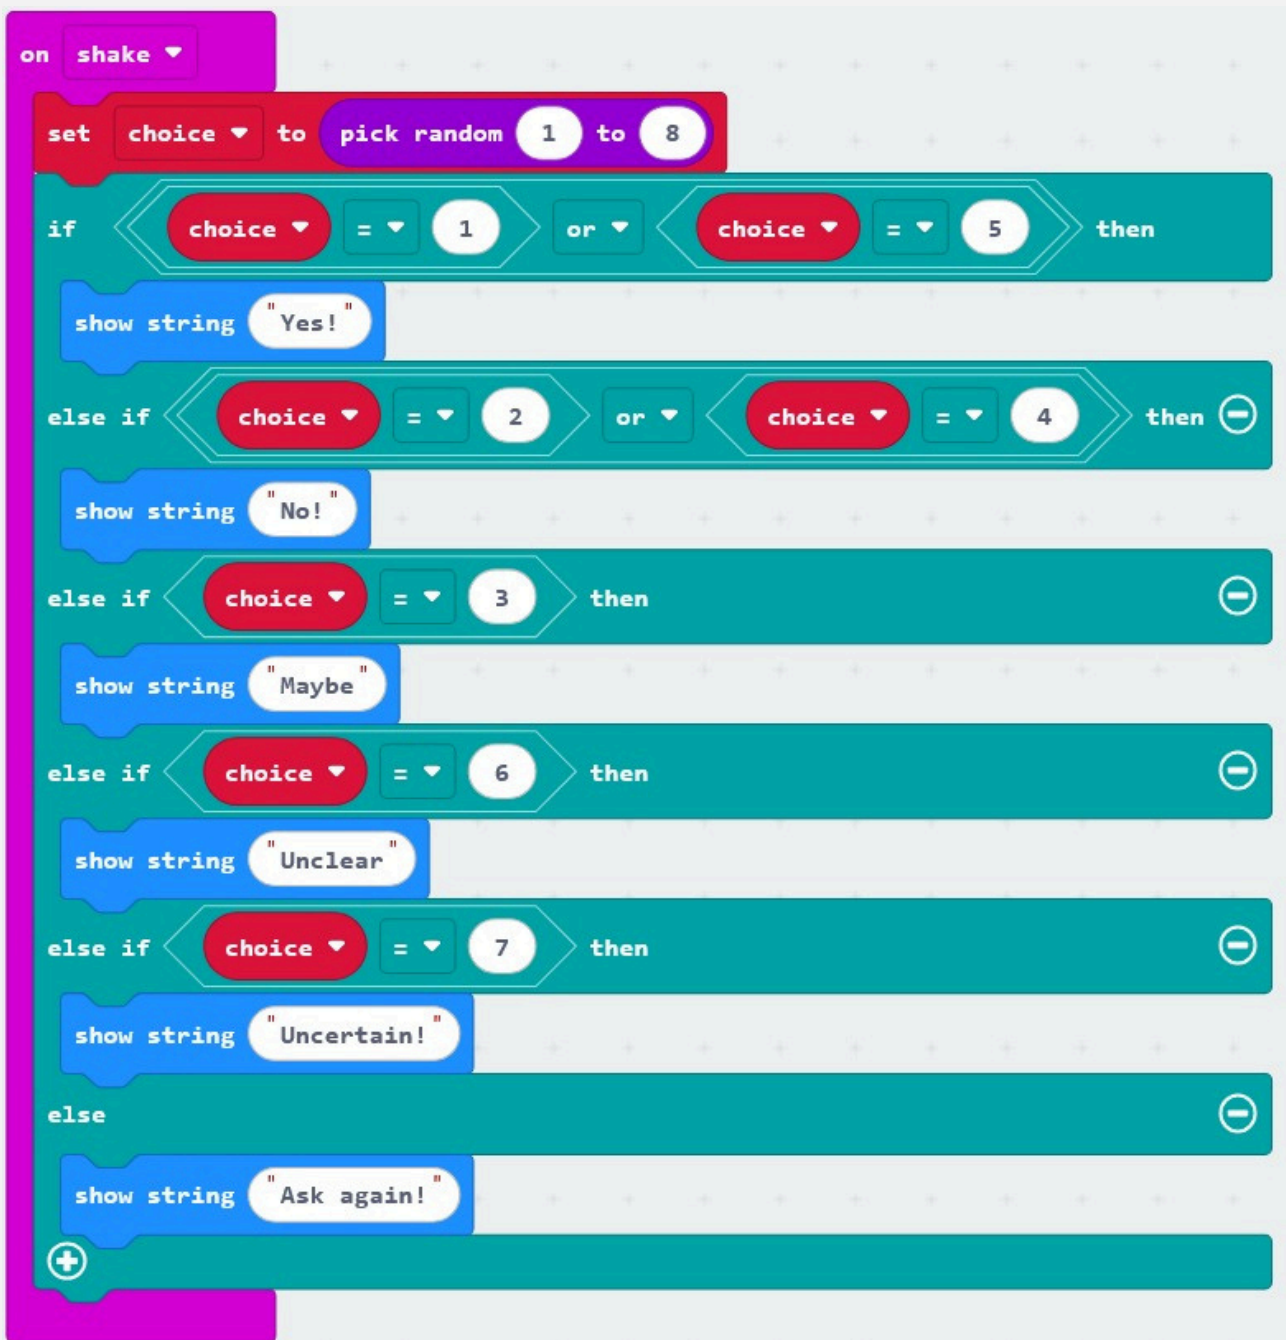 on shake
set choice to pick random 1 to 8
if choice = 1 or choice = 5 then
show string "Yes!"
else if choice = 2 or choice = 4 then
show string "No!"
else if choice = 3 then
show string "Maybe"
else if choice = 6 then
show string "Unclear"
else if choice = 7 then
show string "Uncertain!"
else
show string "Ask again!"